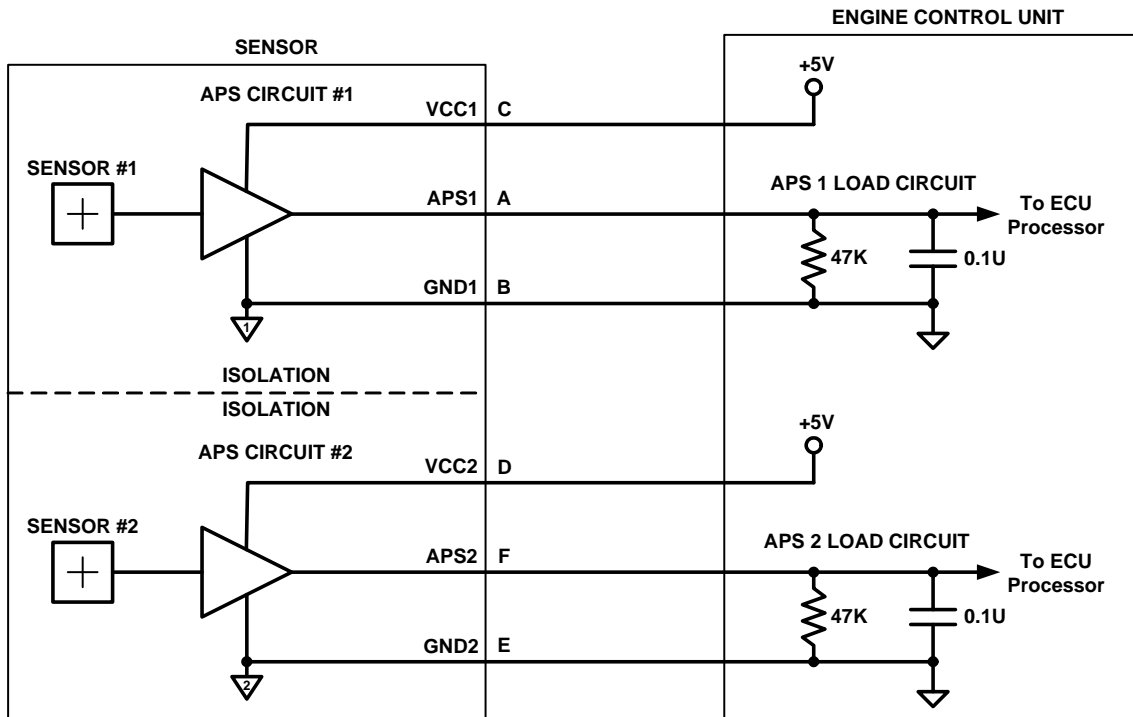 ENGINE CONTROL UNIT
SENSOR
+5V
APS CIRCUIT #1
VCC1 C
SENSOR #1
APS1 A
APS 1 LOAD CIRCUIT
To ECU
Processor
47K
0.1U
GND1 B
1
ISOLATION
ISOLATION
+5V
APS CIRCUIT #2
VCC2 D
SENSOR #2
APS2 F
APS 2 LOAD CIRCUIT
To ECU
Processor
47K
0.1U
GND2 E
2